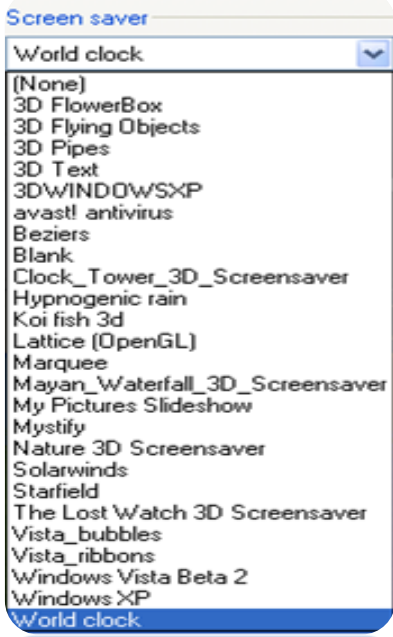 Screen saver
World clock
(None)
3D FlowerBox
3D Flying Objects
3D Pipes
3D Text
3DWINDOWSXP
avast! antivirus
Beziers
Blank
Clock_Tower_3D_Screensaver
Hypnogenic rain
Koi fish 3d
Lattice (OpenGL)
Marquee
Mayan_Waterfall_3D_Screensaver
My Pictures Slideshow
Mystify
Nature 3D Screensaver
Solarwinds
Starfield
The Lost Watch 3D Screensaver
Vista_bubbles
Vista_ribbons
Windows Vista Beta 2
Windows XP
World clock